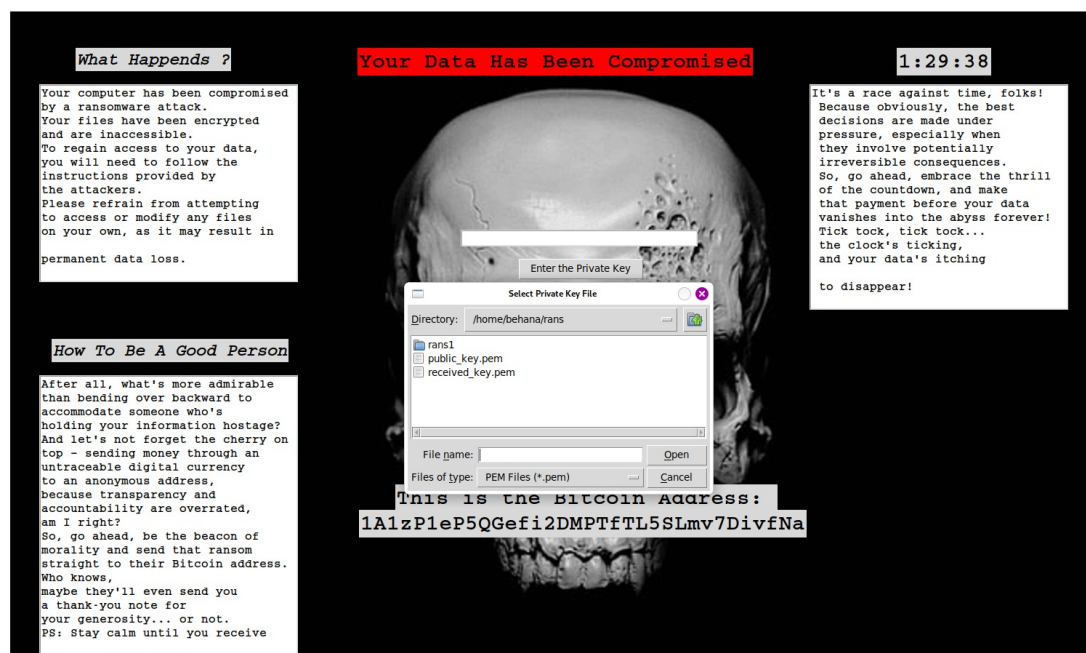 What Happens ?
Your computer has been compromised
by a ransomware attack.
Your files have been encrypted
and are inaccessible.
To regain access to your data,
you will need to follow the
instructions provided by
the attackers.
Please refrain from attempting
to access or modify any files
on your own, as it may result in
permanent data loss.
How To Be A Good Person
After all, what's more admirable
than bending over backward to
accommodate someone who's
holding your information hostage?
And let's not forget the cherry on
top - sending money through an
untraceable digital currency
to an anonymous address,
because transparency and
accountability are overrated,
am I right?
So, go ahead, be the beacon of
morality and send that ransom
straight to their Bitcoin address.
Who knows,
maybe they'll even send you
a thank-you note for
your generosity... or not.
PS: Stay calm until you receive
Your Data Has Been Compromised
Enter the Private Key
Select Private Key File
Directory: /home/behana/rans
rans1
public_key.pem
received_key.pem
File name: Open
Files of type: PEM Files (*.pem) Cancel
This is the Bitcoin Address:
1A1zP1eP5QGefi2DMPTfTL5SLmv7DivfNa
1:29:38
It's a race against time, folks!
Because obviously, the best
decisions are made under
pressure, especially when
they involve potentially
irreversible consequences.
So, go ahead, embrace the thrill
of the countdown, and make
that payment before your data
vanishes into the abyss forever!
Tick tock, tick tock...
the clock's ticking,
and your data's itching
to disappear!